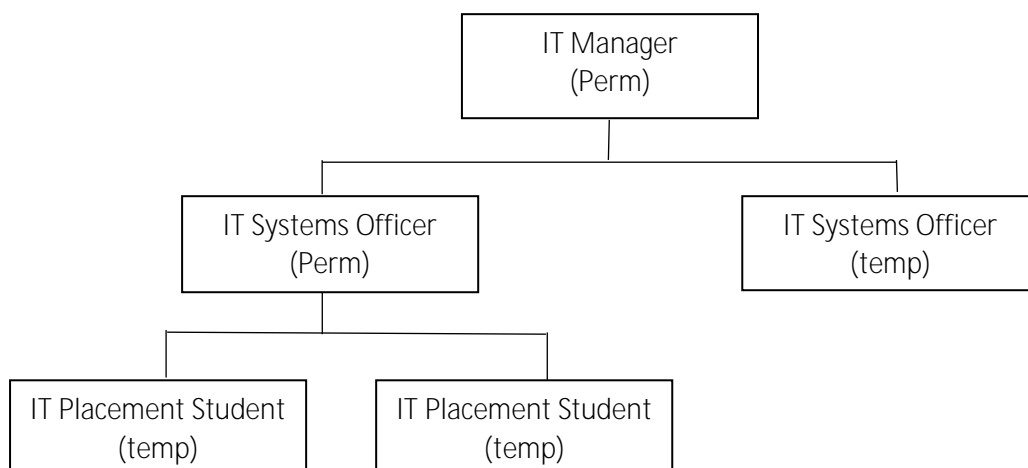 IT Manager
(Perm)
IT Systems Officer
(Perm)
IT Systems Officer
(temp)
IT Placement Student
(temp)
IT Placement Student
(temp)